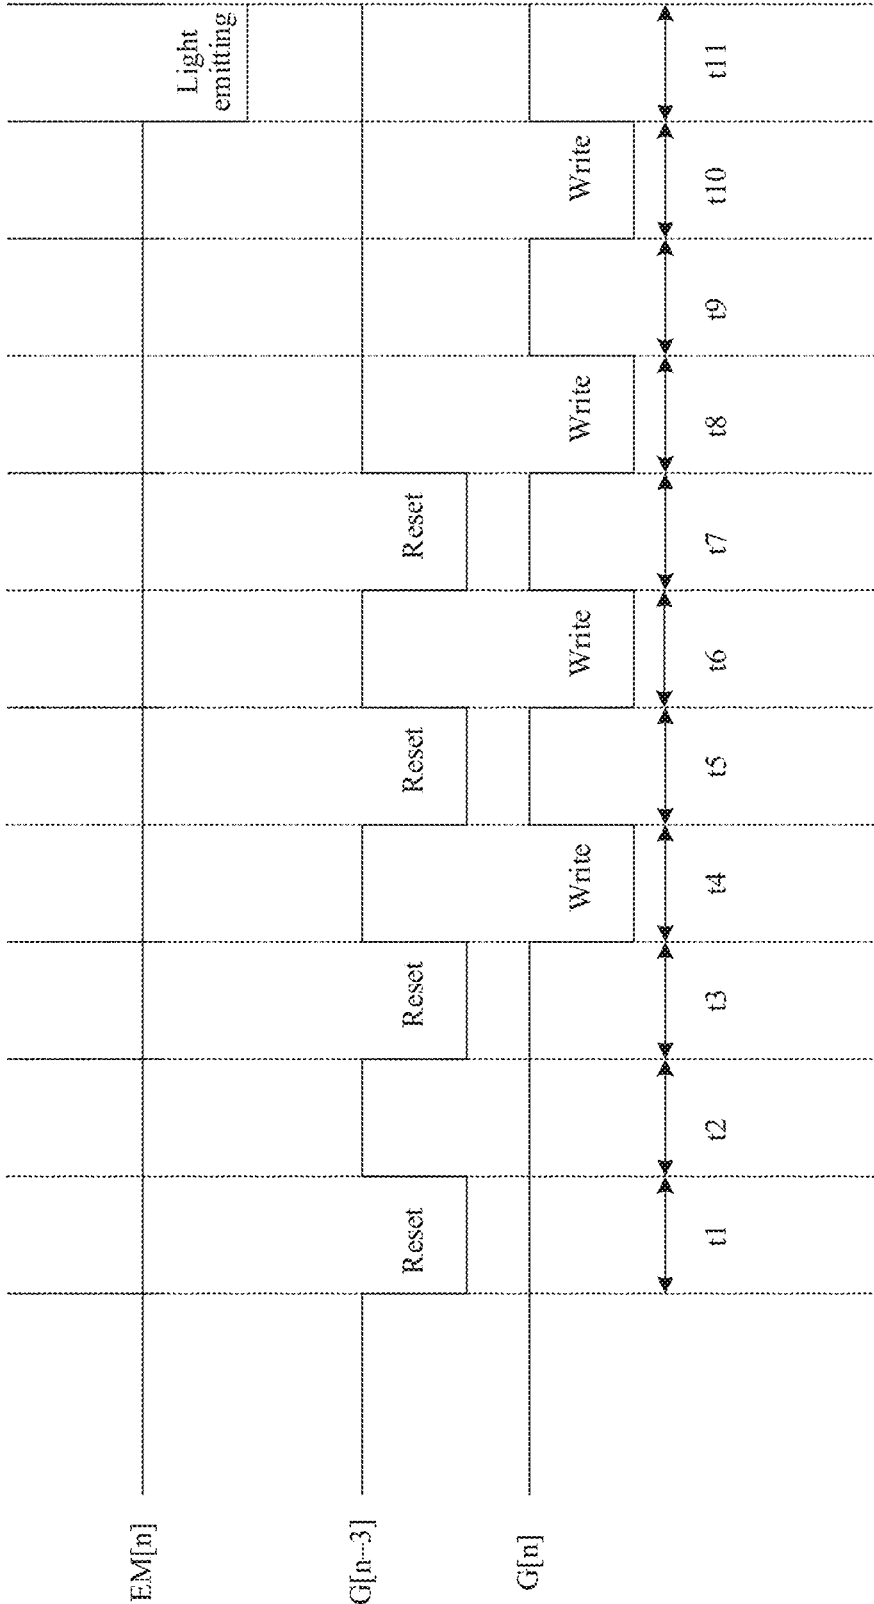 EM[n]
Light
emitting
G[n-3]
Reset
Reset
Reset
Reset
G[n]
Write
Write
Write
Write
t1
t2
t3
t4
t5
t6
t7
t8
t9
t10
t11